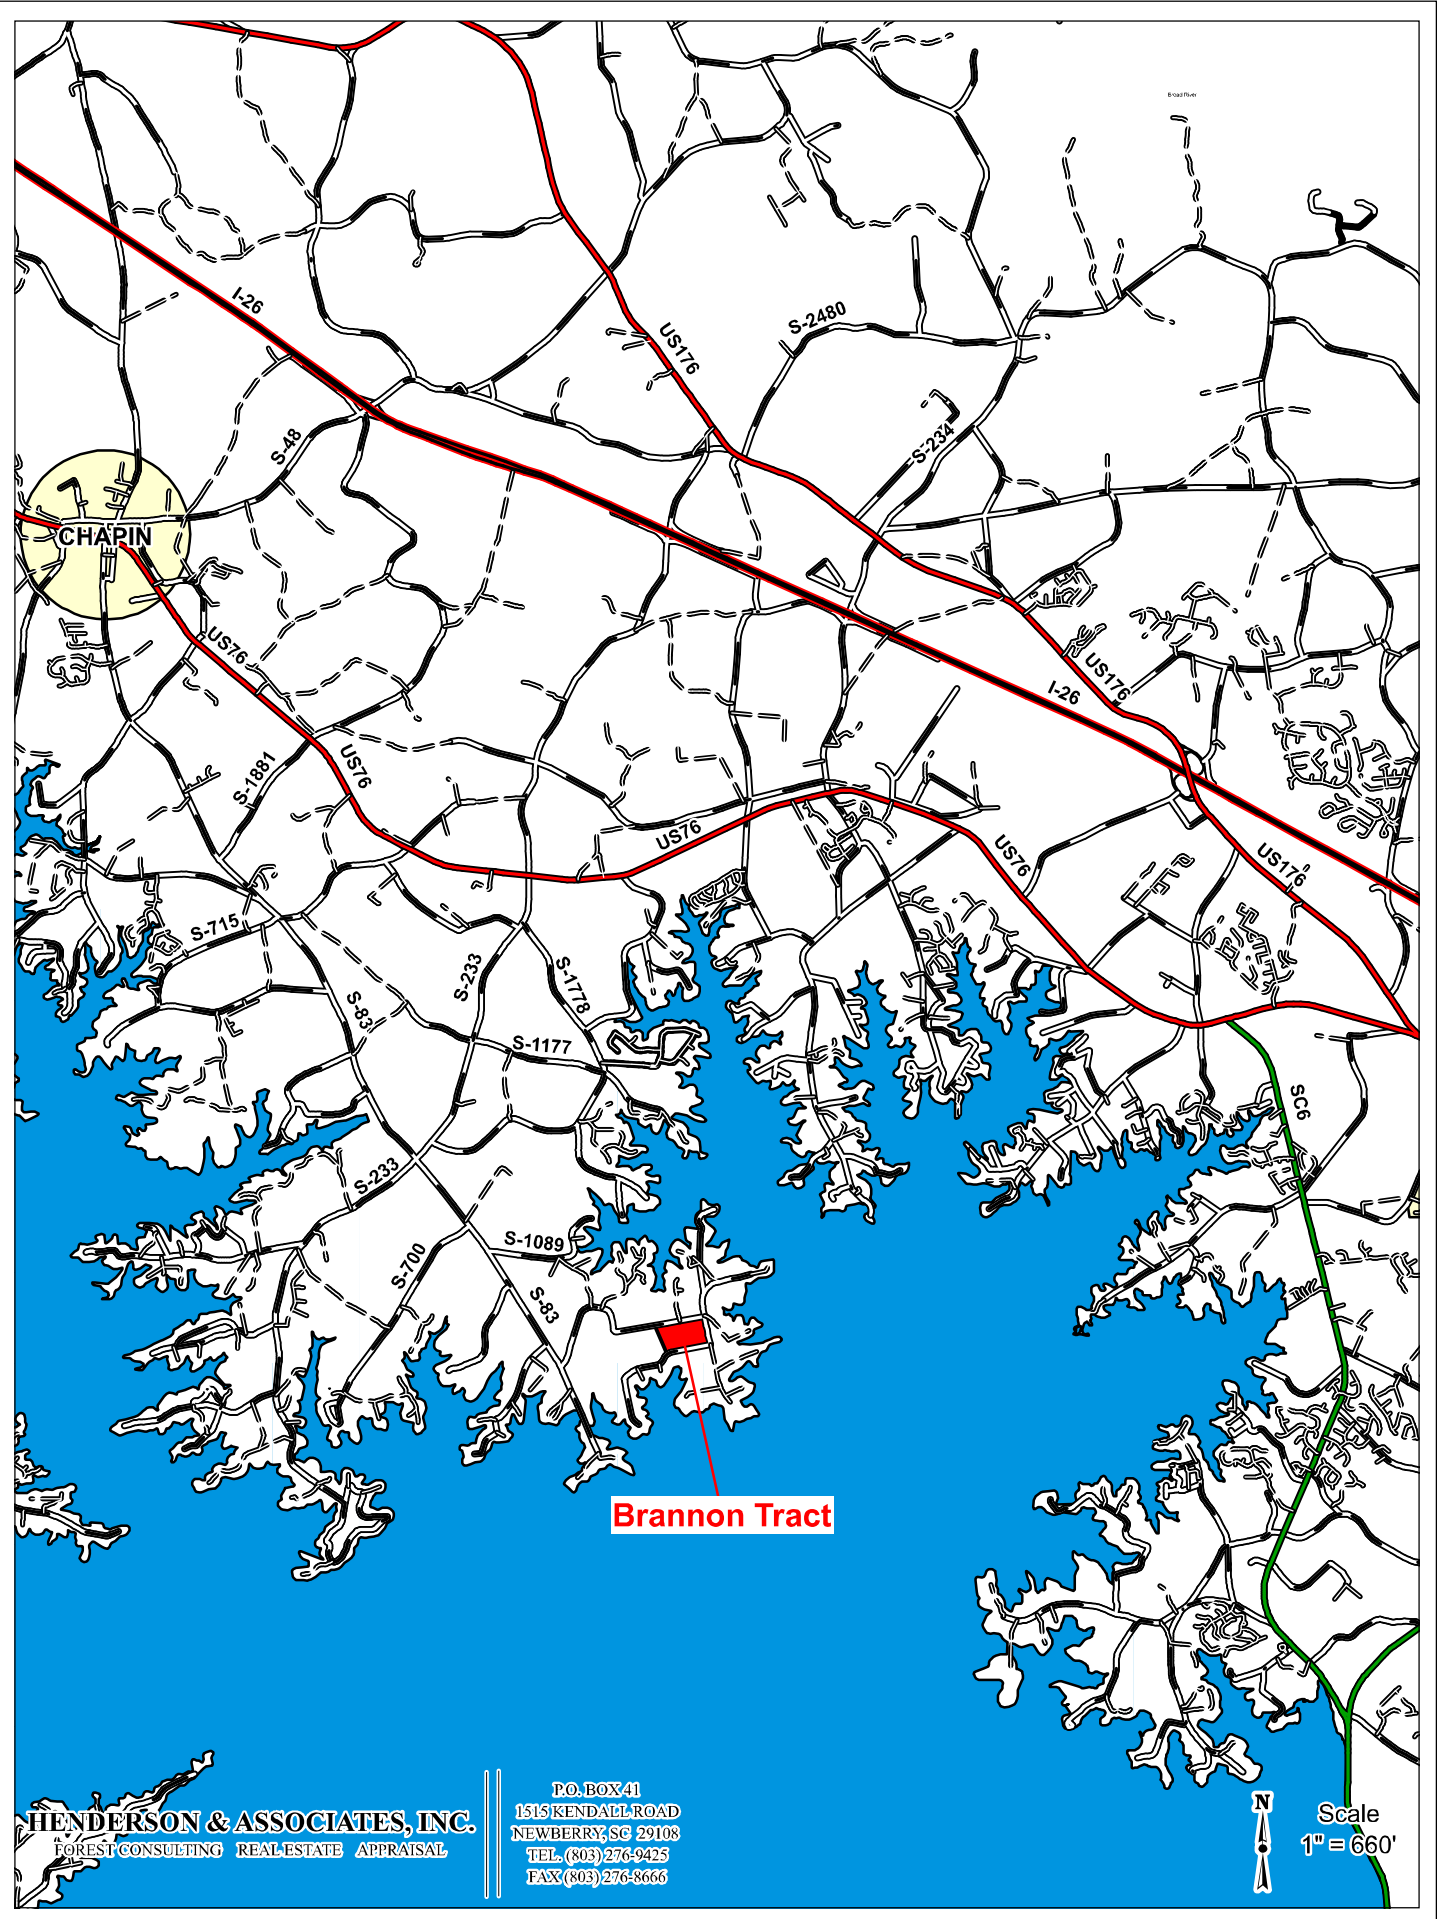 Broad River
I-26
US176
S-2480
S-48
S-234
CHAPIN
US76
US176
I-26
S-1881
US76
US76
US76
US176
S-715
S-233
S-1778
S-83
S-1177
SC6
S-233
S-1089
S-700
S-83
Brannon Tract
HENDERSON & ASSOCIATES, INC.
FOREST CONSULTING REAL ESTATE APPRAISAL
P.O. BOX 41
1515 KENDALL ROAD
NEWBERRY, SC 29108
TEL. (803) 276-9425
FAX (803) 276-8666
N
Scale
1" = 660'